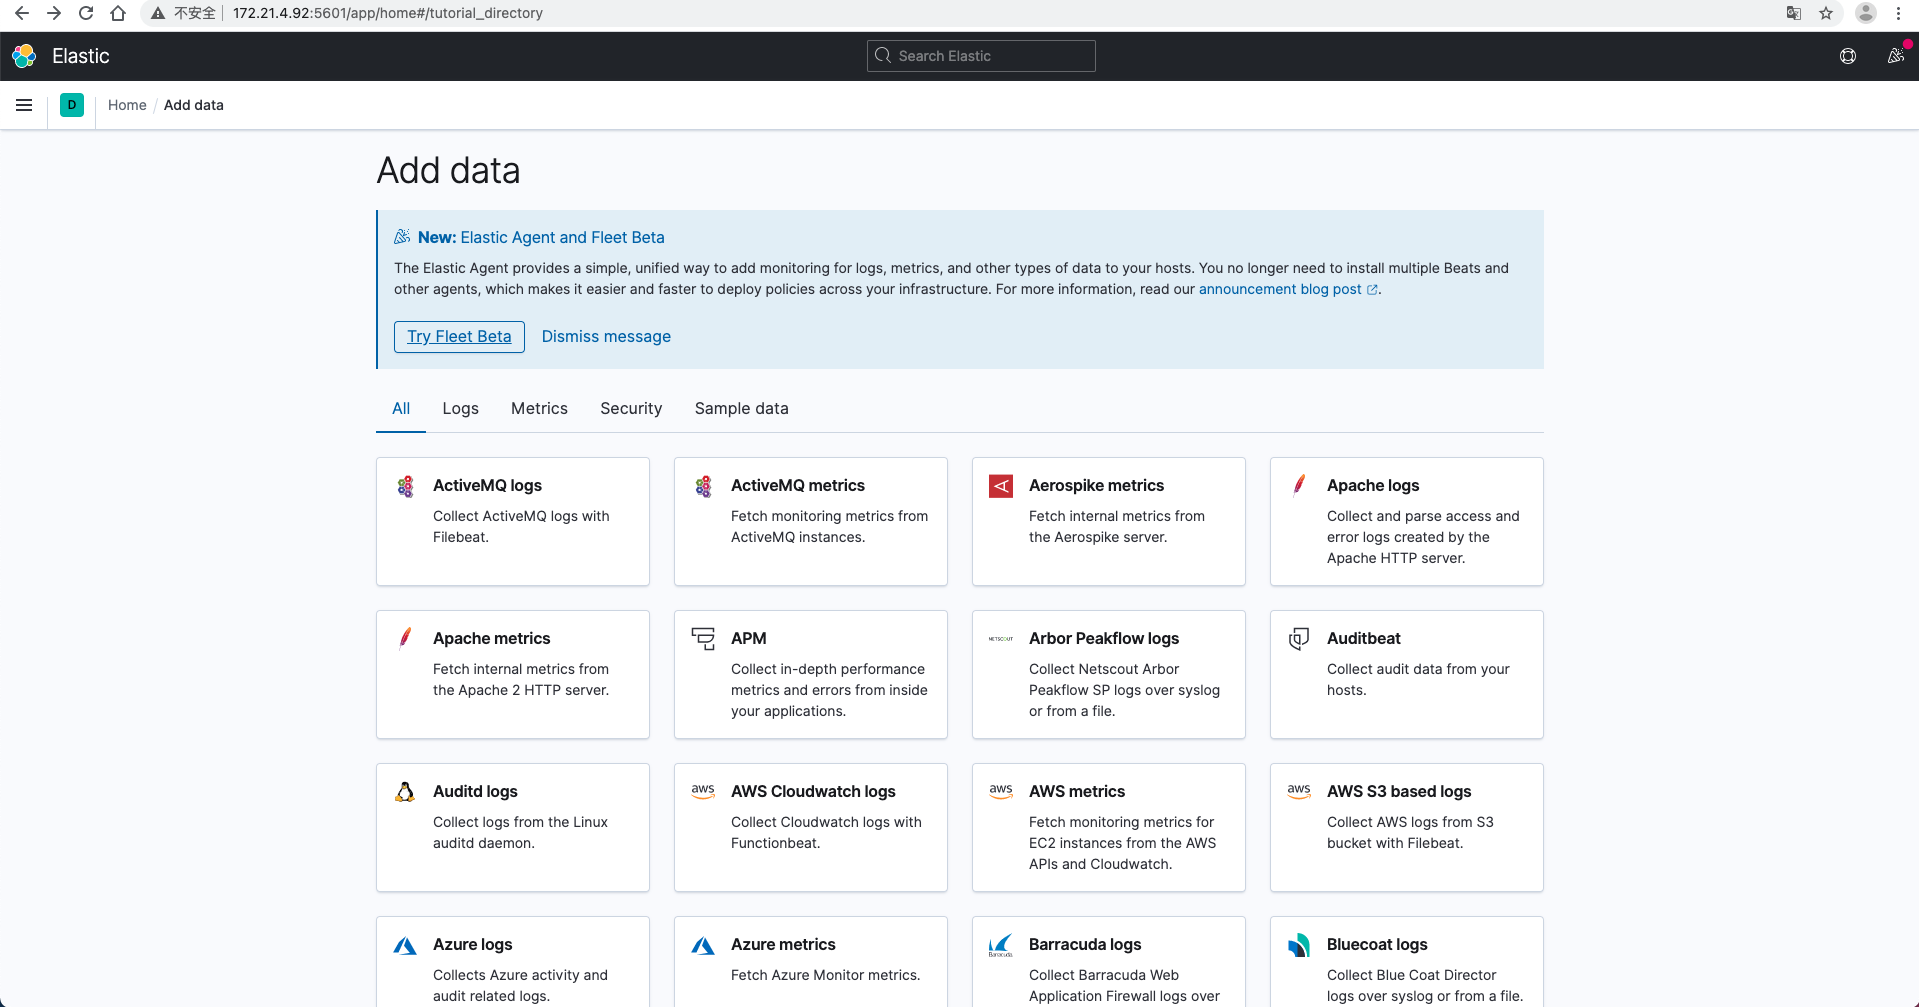 不安全 172.21.4.92:5601/app/home#/tutorial_directory
Elastic
Search Elastic
D
Home / Add data
Add data
New: Elastic Agent and Fleet Beta
The Elastic Agent provides a simple, unified way to add monitoring for logs, metrics, and other types of data to your hosts. You no longer need to install multiple Beats and
other agents, which makes it easier and faster to deploy policies across your infrastructure. For more information, read our announcement blog post.
Try Fleet Beta
Dismiss message
All
Logs
Metrics
Security
Sample data
ActiveMQ logs
Collect ActiveMQ logs with
Filebeat.
ActiveMQ metrics
Fetch monitoring metrics from
ActiveMQ instances.
Aerospike metrics
Fetch internal metrics from
the Aerospike server.
Apache logs
Collect and parse access and
error logs created by the
Apache HTTP server.
Apache metrics
Fetch internal metrics from
the Apache 2 HTTP server.
APM
Collect in-depth performance
metrics and errors from inside
your applications.
NETSCOUT
Arbor Peakflow logs
Collect Netscout Arbor
Peakflow SP logs over syslog
or from a file.
Auditbeat
Collect audit data from your
hosts.
Auditd logs
Collect logs from the Linux
auditd daemon.
aws
AWS Cloudwatch logs
Collect Cloudwatch logs with
Functionbeat.
aws
AWS metrics
Fetch monitoring metrics for
EC2 instances from the AWS
APIs and Cloudwatch.
aws
AWS S3 based logs
Collect AWS logs from S3
bucket with Filebeat.
Azure logs
Collects Azure activity and
audit related logs.
Azure metrics
Fetch Azure Monitor metrics.
Barracuda
Barracuda logs
Collect Barracuda Web
Application Firewall logs over
Bluecoat logs
Collect Blue Coat Director
logs over syslog or from a file.